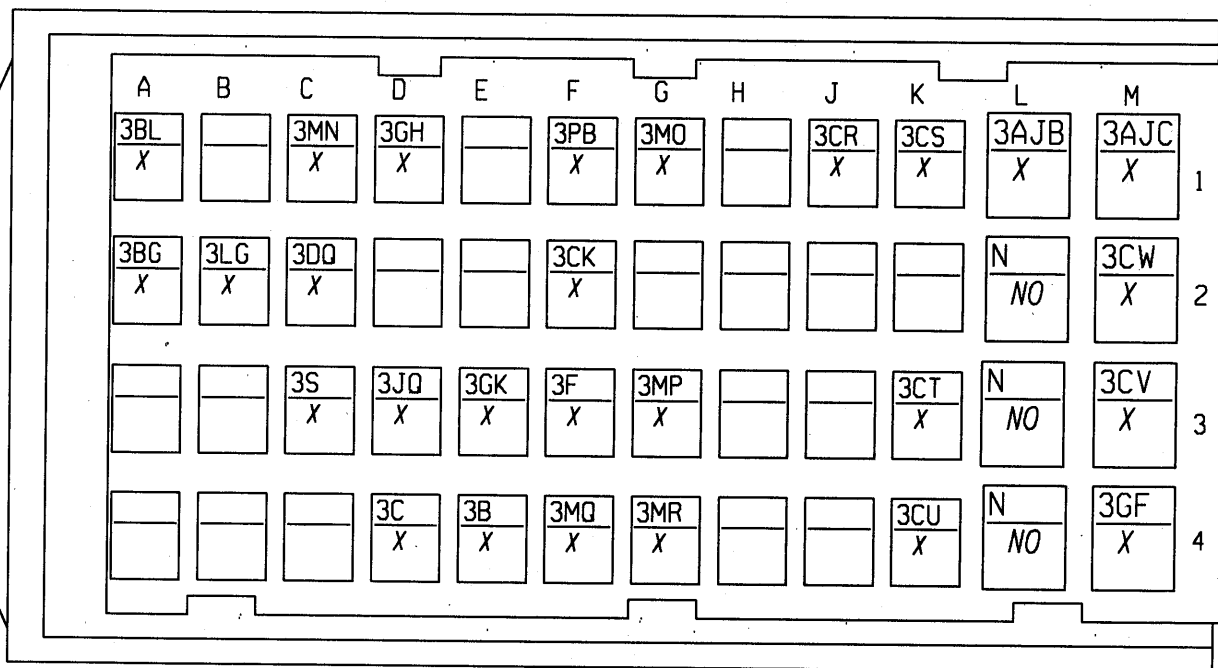 A B C D E F G H J K L M
3BL 3MN 3GH 3PB 3MO 3CR 3CS 3AJB 3AJC
X X X X X X X X X 1
3BG 3LG 3DQ 3CK N 3CW
X X X X NO X 2
3S 3JQ 3GK 3F 3MP 3CT N 3CV
X X X X X X NO X 3
3C 3B 3MQ 3MR 3CU N 3GF
X X X X X NO X 4